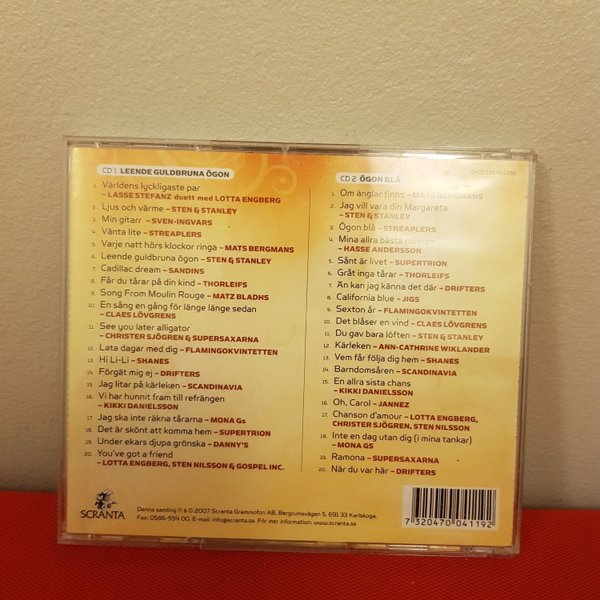 CD 1 LEENDE GULDBRUNA ÖGON
1. Världens lyckligaste par
– LASSE STEFANZ duett med LOTTA ENGBERG
2. Ljus och värme – STEN & STANLEY
3. Min gitarr – SVEN-INGVARS
4. Vänta lite – STREAPLERS
5. Varje natt hörs klockor ringa – MATS BERGMANS
6. Leende guldbruna ögon – STEN & STANLEY
7. Cadillac dream – SANDINS
8. Får du tårar på din kind – THORLEIFS
9. Song From Moulin Rouge – MATZ BLADHS
10. En sång en gång för länge länge sedan
– CLAES LÖVGRENS
11. See you later alligator
– CHRISTER SJÖGREN & SUPERSAXARNA
12. Lata dagar med dig – FLAMINGOKVINTETTEN
13. Hi Li-Li – SHANES
14. Förgät mig ej – DRIFTERS
15. Jag litar på kärleken – SCANDINAVIA
16. Vi har hunnit fram till refrängen
– KIKKI DANIELSSON
17. Jag ska inte räkna tårarna – MONA Gs
18. Det är skönt att komma hem – SUPERTRION
19. Under ekars djupa grönska – DANNY'S
20. You've got a friend
– LOTTA ENGBERG, STEN NILSSON & GOSPEL INC.
CD 2 ÖGON BLÅ
1. Om änglar finns – MATS BERGMANS
2. Jag vill vara din Margareta
– STEN & STANLEY
3. Ögon blå – STREAPLERS
4. Mina allra bästa minnen
– HASSE ANDERSSON
5. Sånt är livet – SUPERTRION
6. Gråt inga tårar – THORLEIFS
7. Än kan jag känna det där – DRIFTERS
8. California blue – JIGS
9. Sexton år – FLAMINGOKVINTETTEN
10. Det blåser en vind – CLAES LÖVGRENS
11. Du gav bara löften – STEN & STANLEY
12. Kärleken – ANN-CATHRINE WIKLANDER
13. Vem får följa dig hem – SHANES
14. Barndomsåren – SCANDINAVIA
15. En allra sista chans
– KIKKI DANIELSSON
16. Oh, Carol – JANNEZ
17. Chanson d'amour – LOTTA ENGBERG,
CHRISTER SJÖGREN, STEN NILSSON
18. Inte en dag utan dig (i mina tankar)
– MONA GS
19. Ramona – SUPERSAXARNA
20. När du var här – DRIFTERS
SCRANTA
Denna samling ℗ & © 2007 Scranta Grammofon AB, Bergrunevägen 5, 691 33 Karlskoga.
Fax: 0586-554 00. E-mail: info@scranta.se. För mer information: www.scranta.se
7 320470 041192